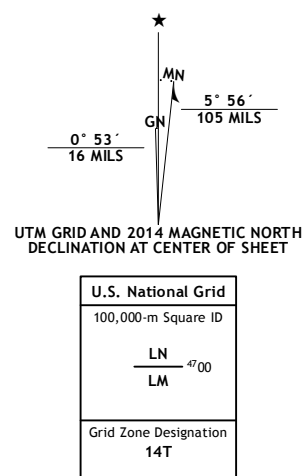 ★
MN
GN
5° 56´
105 MILS
0° 53´
16 MILS
UTM GRID AND 2014 MAGNETIC NORTH
DECLINATION AT CENTER OF SHEET
U.S. National Grid
100,000-m Square ID
LN
4700
LM
Grid Zone Designation
14T